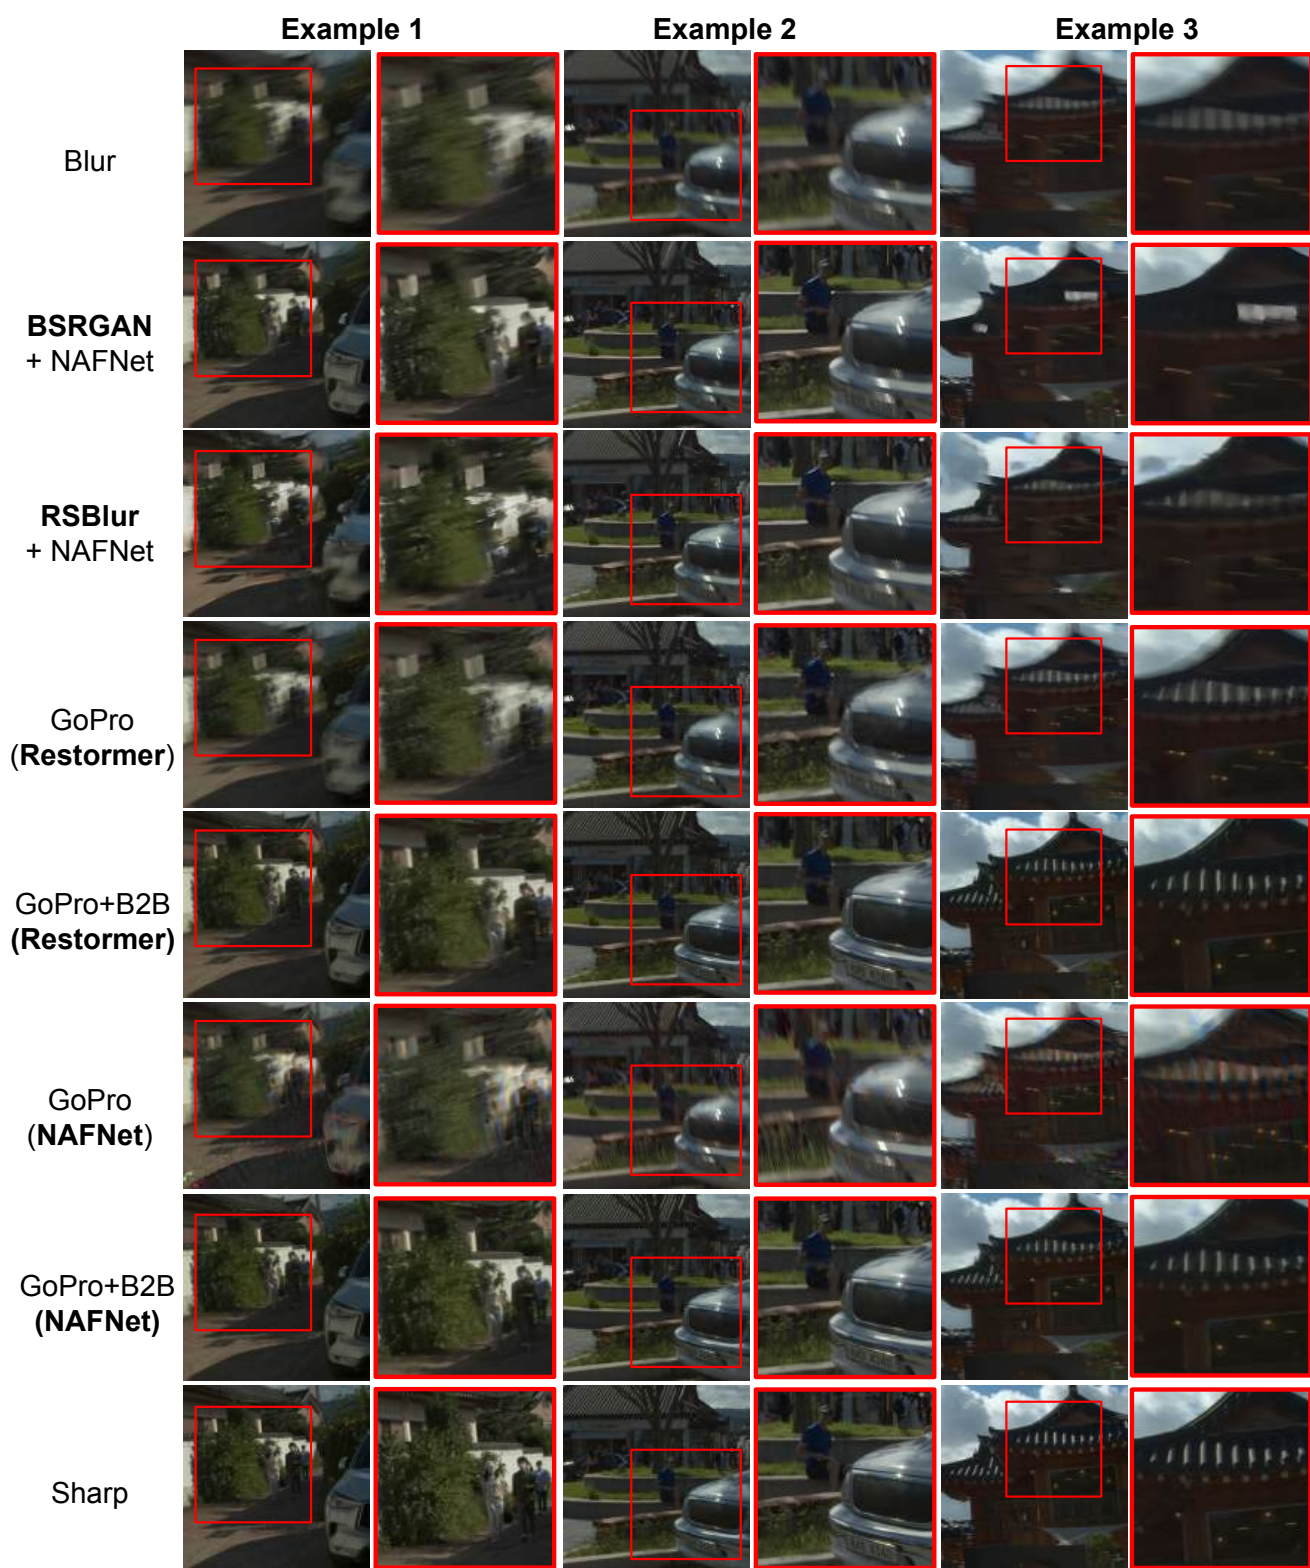 Example 1 Example 2 Example 3
Blur
BSRGAN
+ NAFNet
RSBlur
+ NAFNet
GoPro
(Restormer)
GoPro+B2B
(Restormer)
GoPro
(NAFNet)
GoPro+B2B
(NAFNet)
Sharp